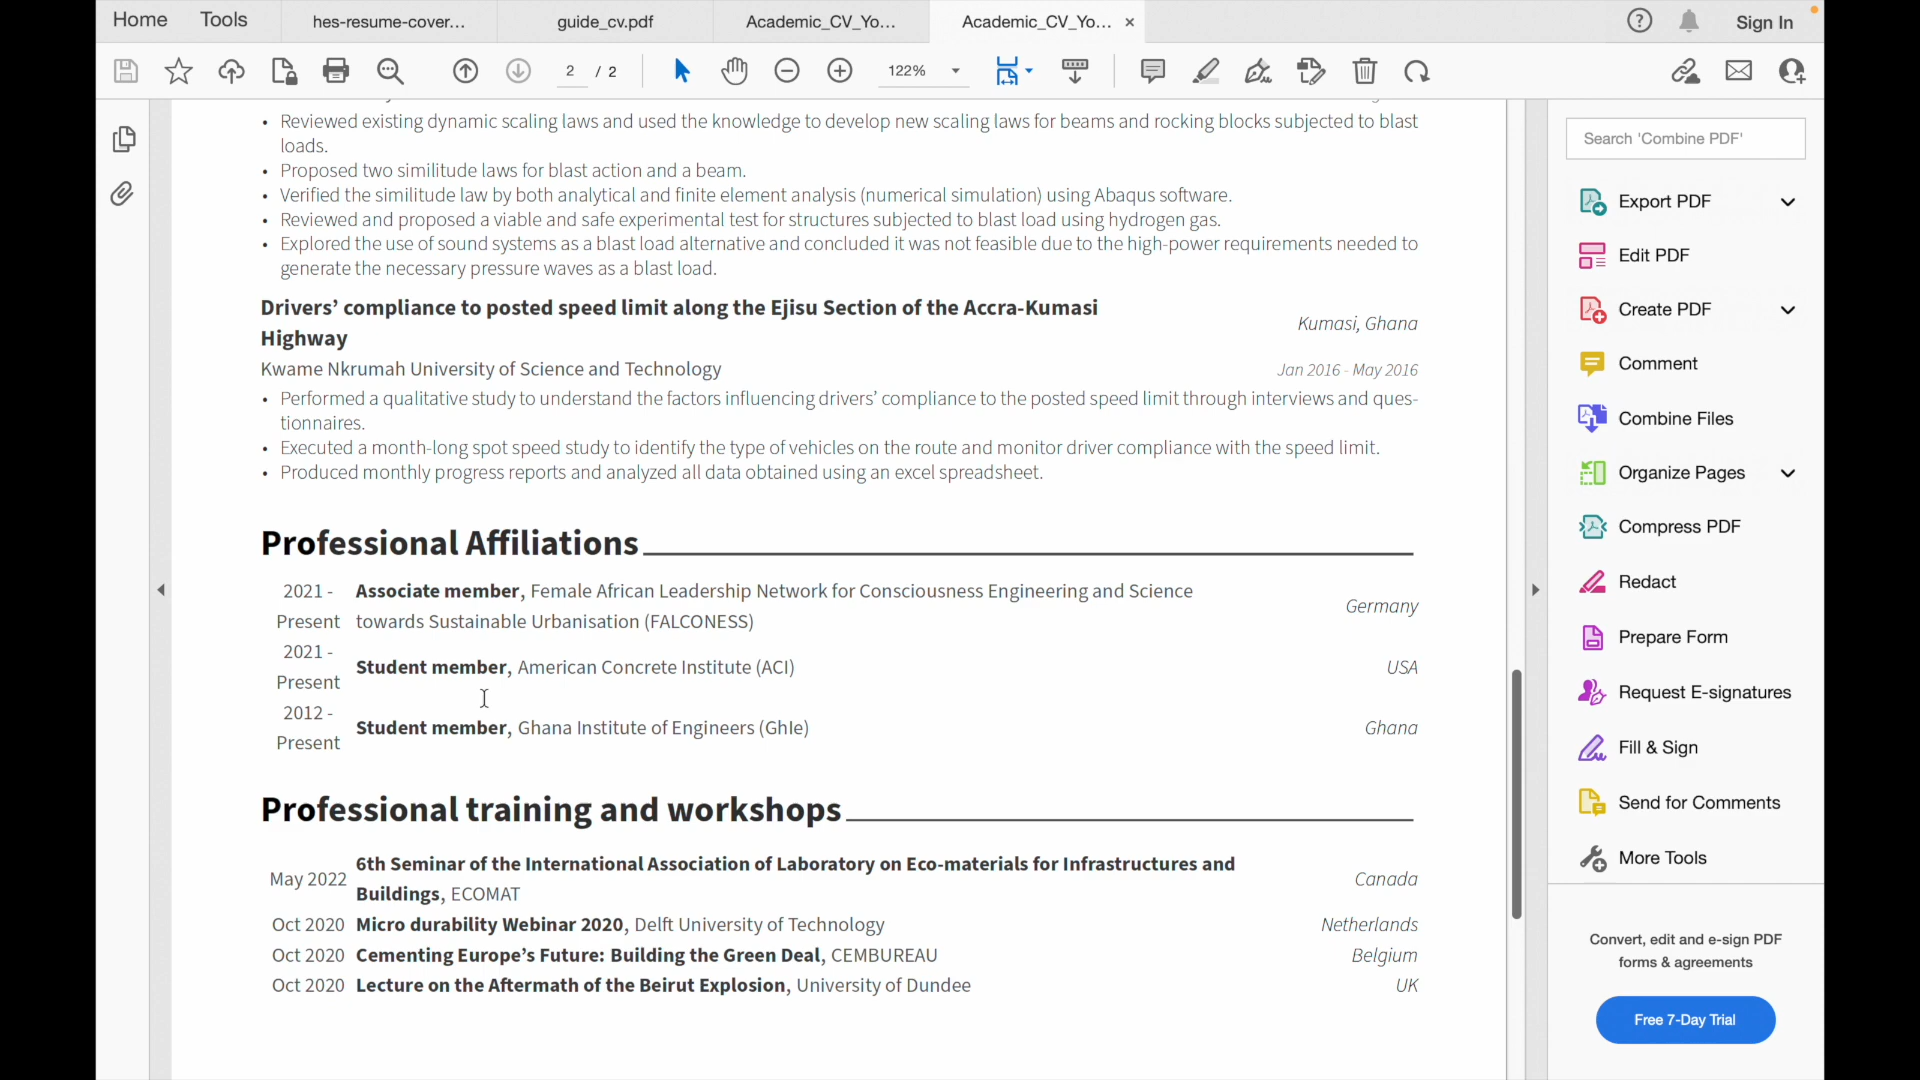 Home
Tools
hes-resume-cover...
guide_cv.pdf
Academic_CV_Yo...
Academic_CV_Yo...
Sign In
2 / 2
122%
Reviewed existing dynamic scaling laws and used the knowledge to develop new scaling laws for beams and rocking blocks subjected to blast
loads.
Proposed two similitude laws for blast action and a beam.
Verified the similitude law by both analytical and finite element analysis (numerical simulation) using Abaqus software.
Reviewed and proposed a viable and safe experimental test for structures subjected to blast load using hydrogen gas.
Explored the use of sound systems as a blast load alternative and concluded it was not feasible due to the high-power requirements needed to
generate the necessary pressure waves as a blast load.
Drivers’ compliance to posted speed limit along the Ejisu Section of the Accra-Kumasi
Highway
Kumasi, Ghana
Kwame Nkrumah University of Science and Technology
Jan 2016 - May 2016
Performed a qualitative study to understand the factors influencing drivers’ compliance to the posted speed limit through interviews and ques-
tionnaires.
Executed a month-long spot speed study to identify the type of vehicles on the route and monitor driver compliance with the speed limit.
Produced monthly progress reports and analyzed all data obtained using an excel spreadsheet.
Professional Affiliations
2021 -
Present
Associate member, Female African Leadership Network for Consciousness Engineering and Science
towards Sustainable Urbanisation (FALCONESS)
Germany
2021 -
Present
Student member, American Concrete Institute (ACI)
USA
2012 -
Present
Student member, Ghana Institute of Engineers (GhIe)
Ghana
Professional training and workshops
May 2022
6th Seminar of the International Association of Laboratory on Eco-materials for Infrastructures and
Buildings, ECOMAT
Canada
Oct 2020 Micro durability Webinar 2020, Delft University of Technology
Netherlands
Oct 2020 Cementing Europe’s Future: Building the Green Deal, CEMBUREAU
Belgium
Oct 2020 Lecture on the Aftermath of the Beirut Explosion, University of Dundee
UK
Search 'Combine PDF'
Export PDF
Edit PDF
Create PDF
Comment
Combine Files
Organize Pages
Compress PDF
Redact
Prepare Form
Request E-signatures
Fill & Sign
Send for Comments
More Tools
Convert, edit and e-sign PDF
forms & agreements
Free 7-Day Trial